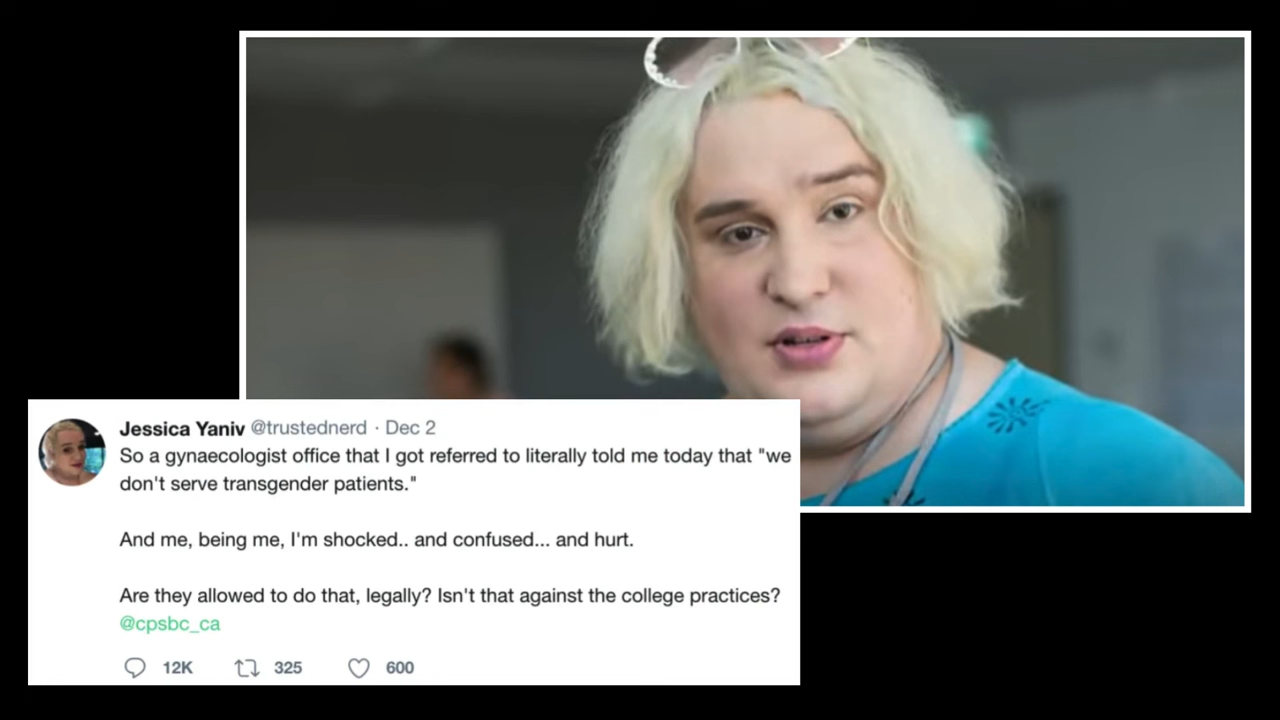 Jessica Yaniv @trustednerd · Dec 2
So a gynaecologist office that I got referred to literally told me today that "we
don't serve transgender patients."
And me, being me, I'm shocked.. and confused... and hurt.
Are they allowed to do that, legally? Isn't that against the college practices?
@cpsbc_ca
12K 325 600